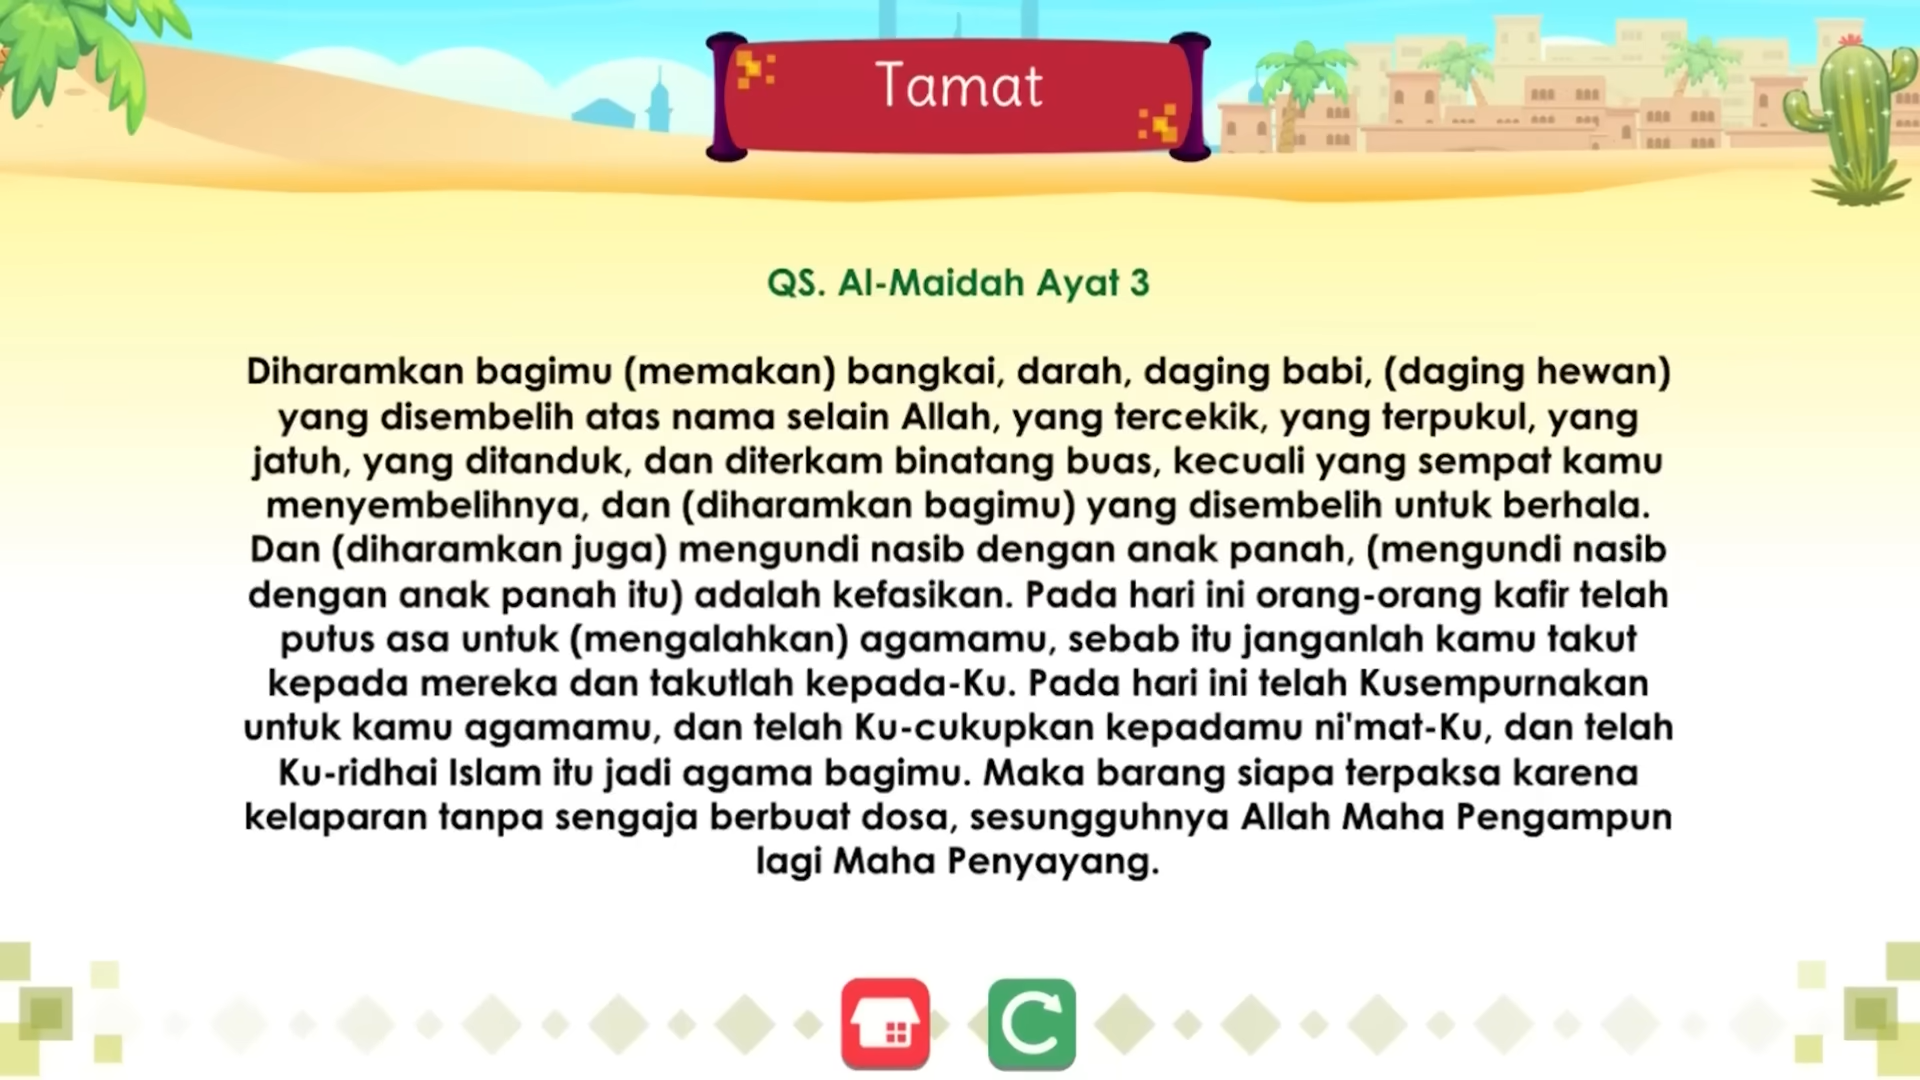 Tamat
QS. Al-Maidah Ayat 3
Diharamkan bagimu (memakan) bangkai, darah, daging babi, (daging hewan)
yang disembelih atas nama selain Allah, yang tercekik, yang terpukul, yang
jatuh, yang ditanduk, dan diterkam binatang buas, kecuali yang sempat kamu
menyembelihnya, dan (diharamkan bagimu) yang disembelih untuk berhala.
Dan (diharamkan juga) mengundi nasib dengan anak panah, (mengundi nasib
dengan anak panah itu) adalah kefasikan. Pada hari ini orang-orang kafir telah
putus asa untuk (mengalahkan) agamamu, sebab itu janganlah kamu takut
kepada mereka dan takutlah kepada-Ku. Pada hari ini telah Kusempurnakan
untuk kamu agamamu, dan telah Ku-cukupkan kepadamu ni'mat-Ku, dan telah
Ku-ridhai Islam itu jadi agama bagimu. Maka barang siapa terpaksa karena
kelaparan tanpa sengaja berbuat dosa, sesungguhnya Allah Maha Pengampun
lagi Maha Penyayang.